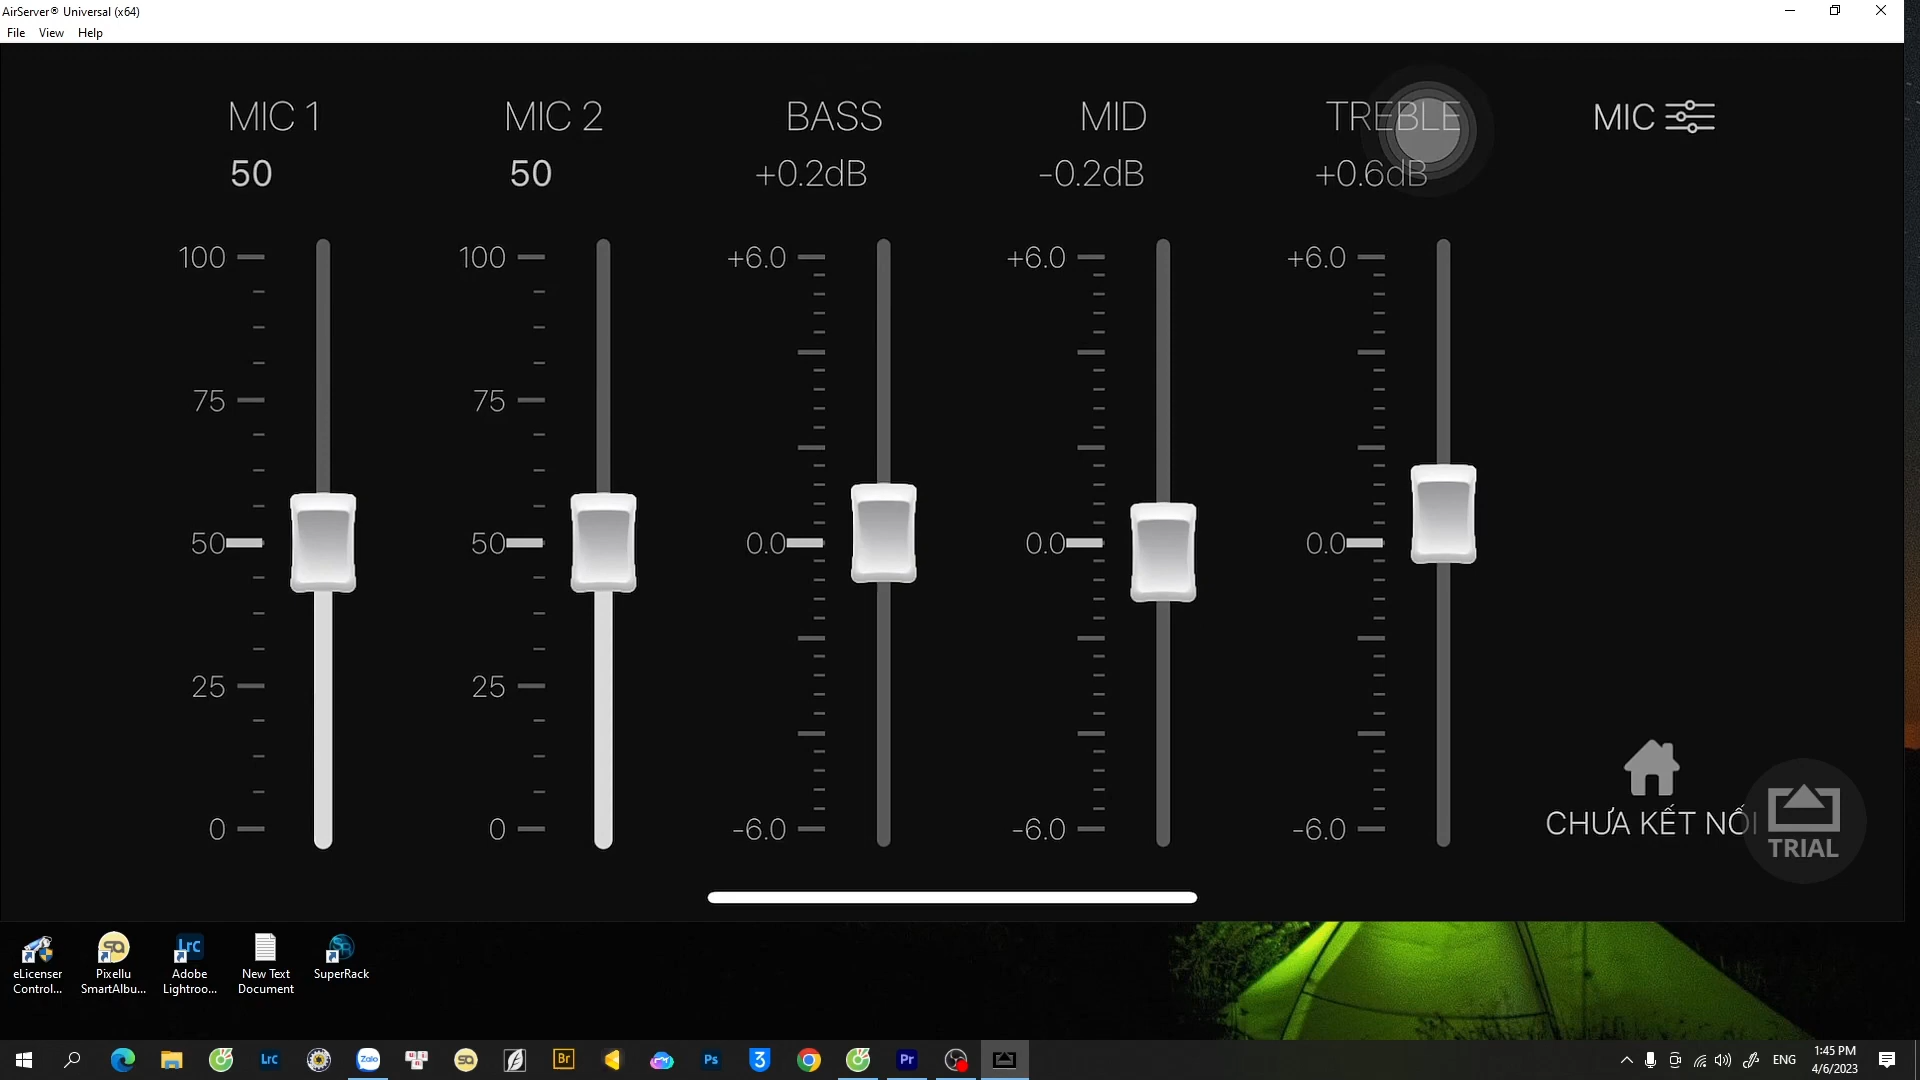 AirServer® Universal (x64)
File View Help
MIC 1
MIC 2
BASS
MID
TREBLE
MIC
50
50
+0.2dB
-0.2dB
+0.6dB
100
100
+6.0
+6.0
+6.0
75
75
50
50
0.0
0.0
0.0
25
25
0
0
-6.0
-6.0
-6.0
CHƯA KẾT NỐI
TRIAL
eLicenser
Control...
Pixellu
SmartAlbu...
Adobe
Lightroo...
New Text
Document
SuperRack
Lrc
Lrc
Zalo
Br
Ps
3
Pr
ENG
1:45 PM
4/6/2023